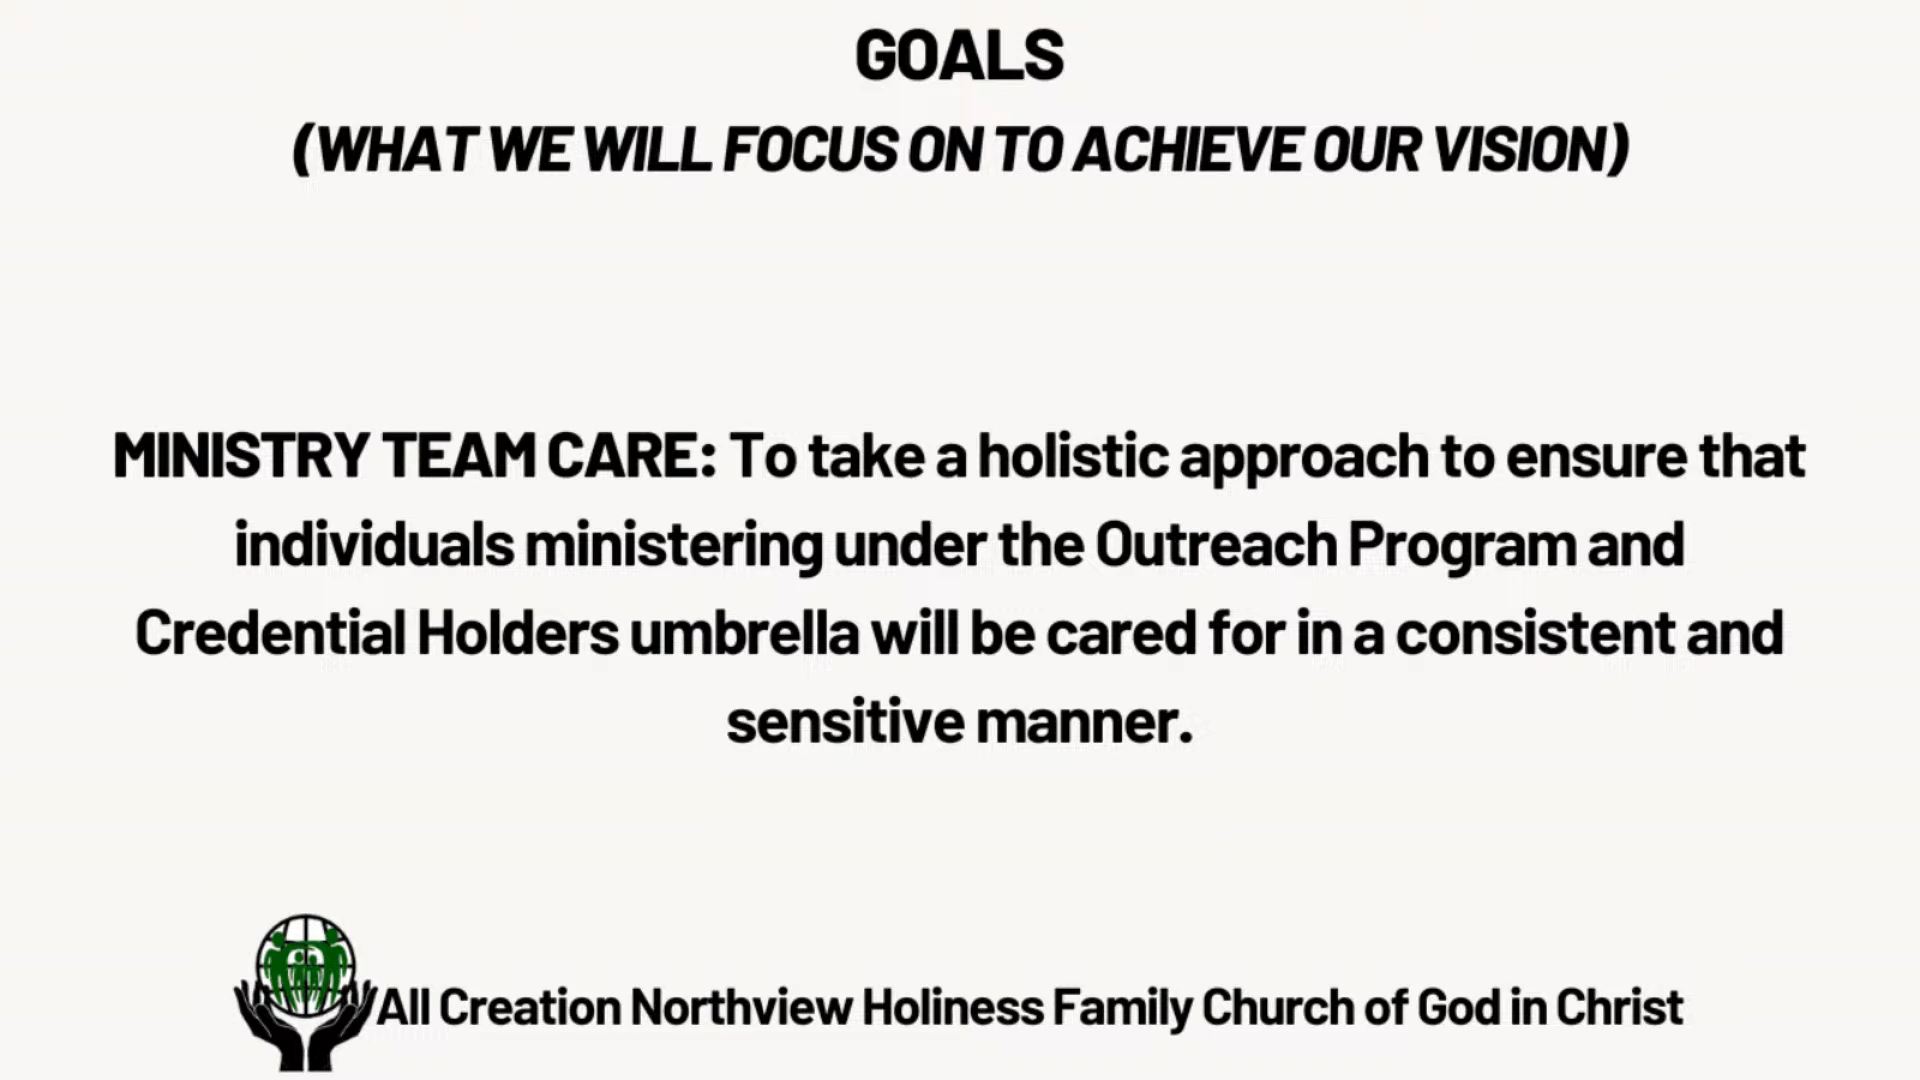 GOALS
(WHAT WE WILL FOCUS ON TO ACHIEVE OUR VISION)
MINISTRY TEAM CARE: To take a holistic approach to ensure that
individuals ministering under the Outreach Program and
Credential Holders umbrella will be cared for in a consistent and
sensitive manner.
All Creation Northview Holiness Family Church of God in Christ